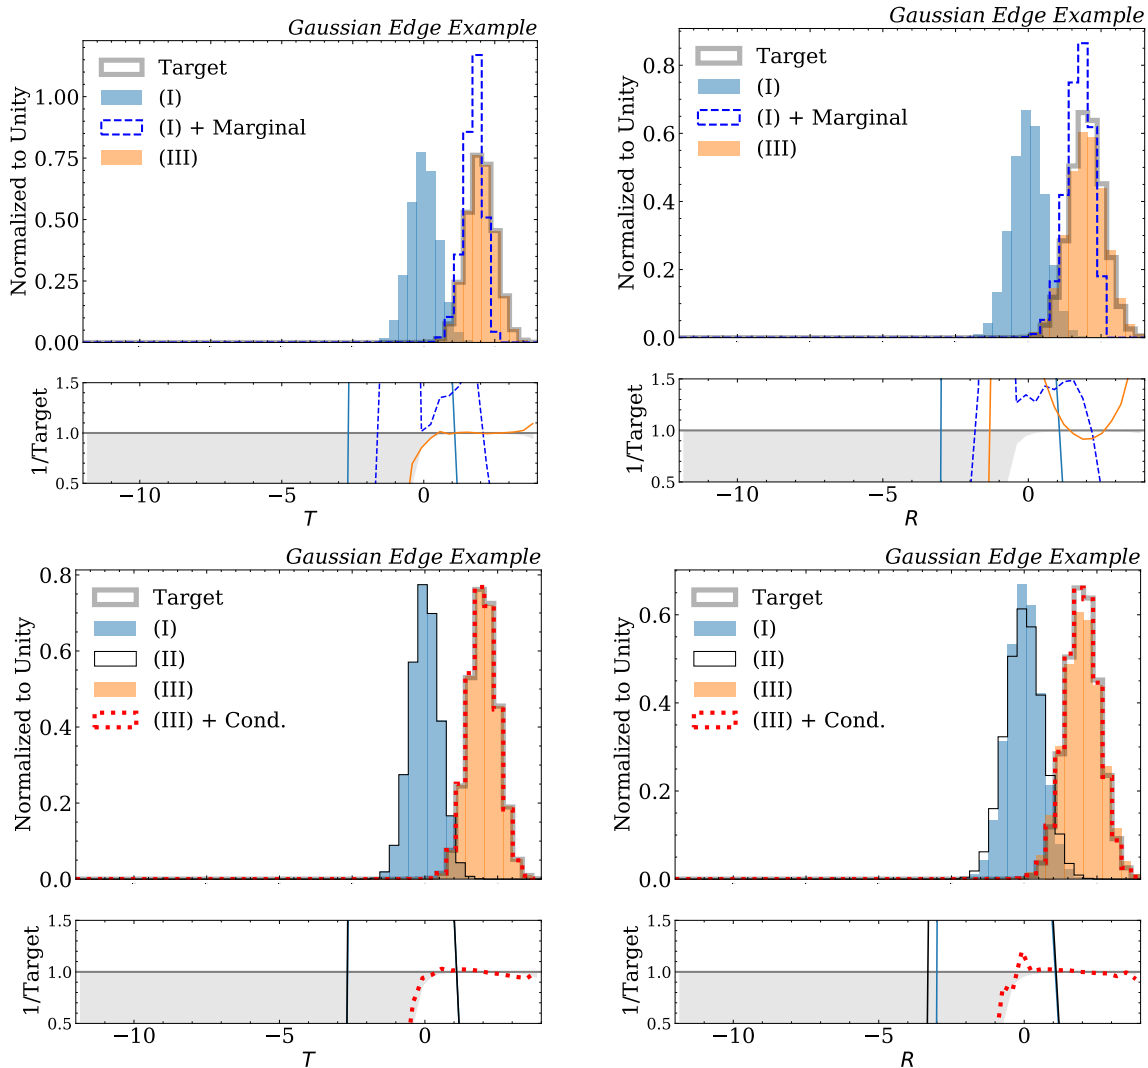 Gaussian Edge Example
Normalized to Unity
1.00
0.75
0.50
0.25
0.00
Target
(I)
(I) + Marginal
(III)
1/Target
1.5
1.0
0.5
−10
−5
0
T
Gaussian Edge Example
Normalized to Unity
0.8
0.6
0.4
0.2
0.0
Target
(I)
(I) + Marginal
(III)
1/Target
1.5
1.0
0.5
−10
−5
0
R
Gaussian Edge Example
Normalized to Unity
0.8
0.6
0.4
0.2
0.0
Target
(I)
(II)
(III)
(III) + Cond.
1/Target
1.5
1.0
0.5
−10
−5
0
T
Gaussian Edge Example
Normalized to Unity
0.6
0.4
0.2
0.0
Target
(I)
(II)
(III)
(III) + Cond.
1/Target
1.5
1.0
0.5
−10
−5
0
R